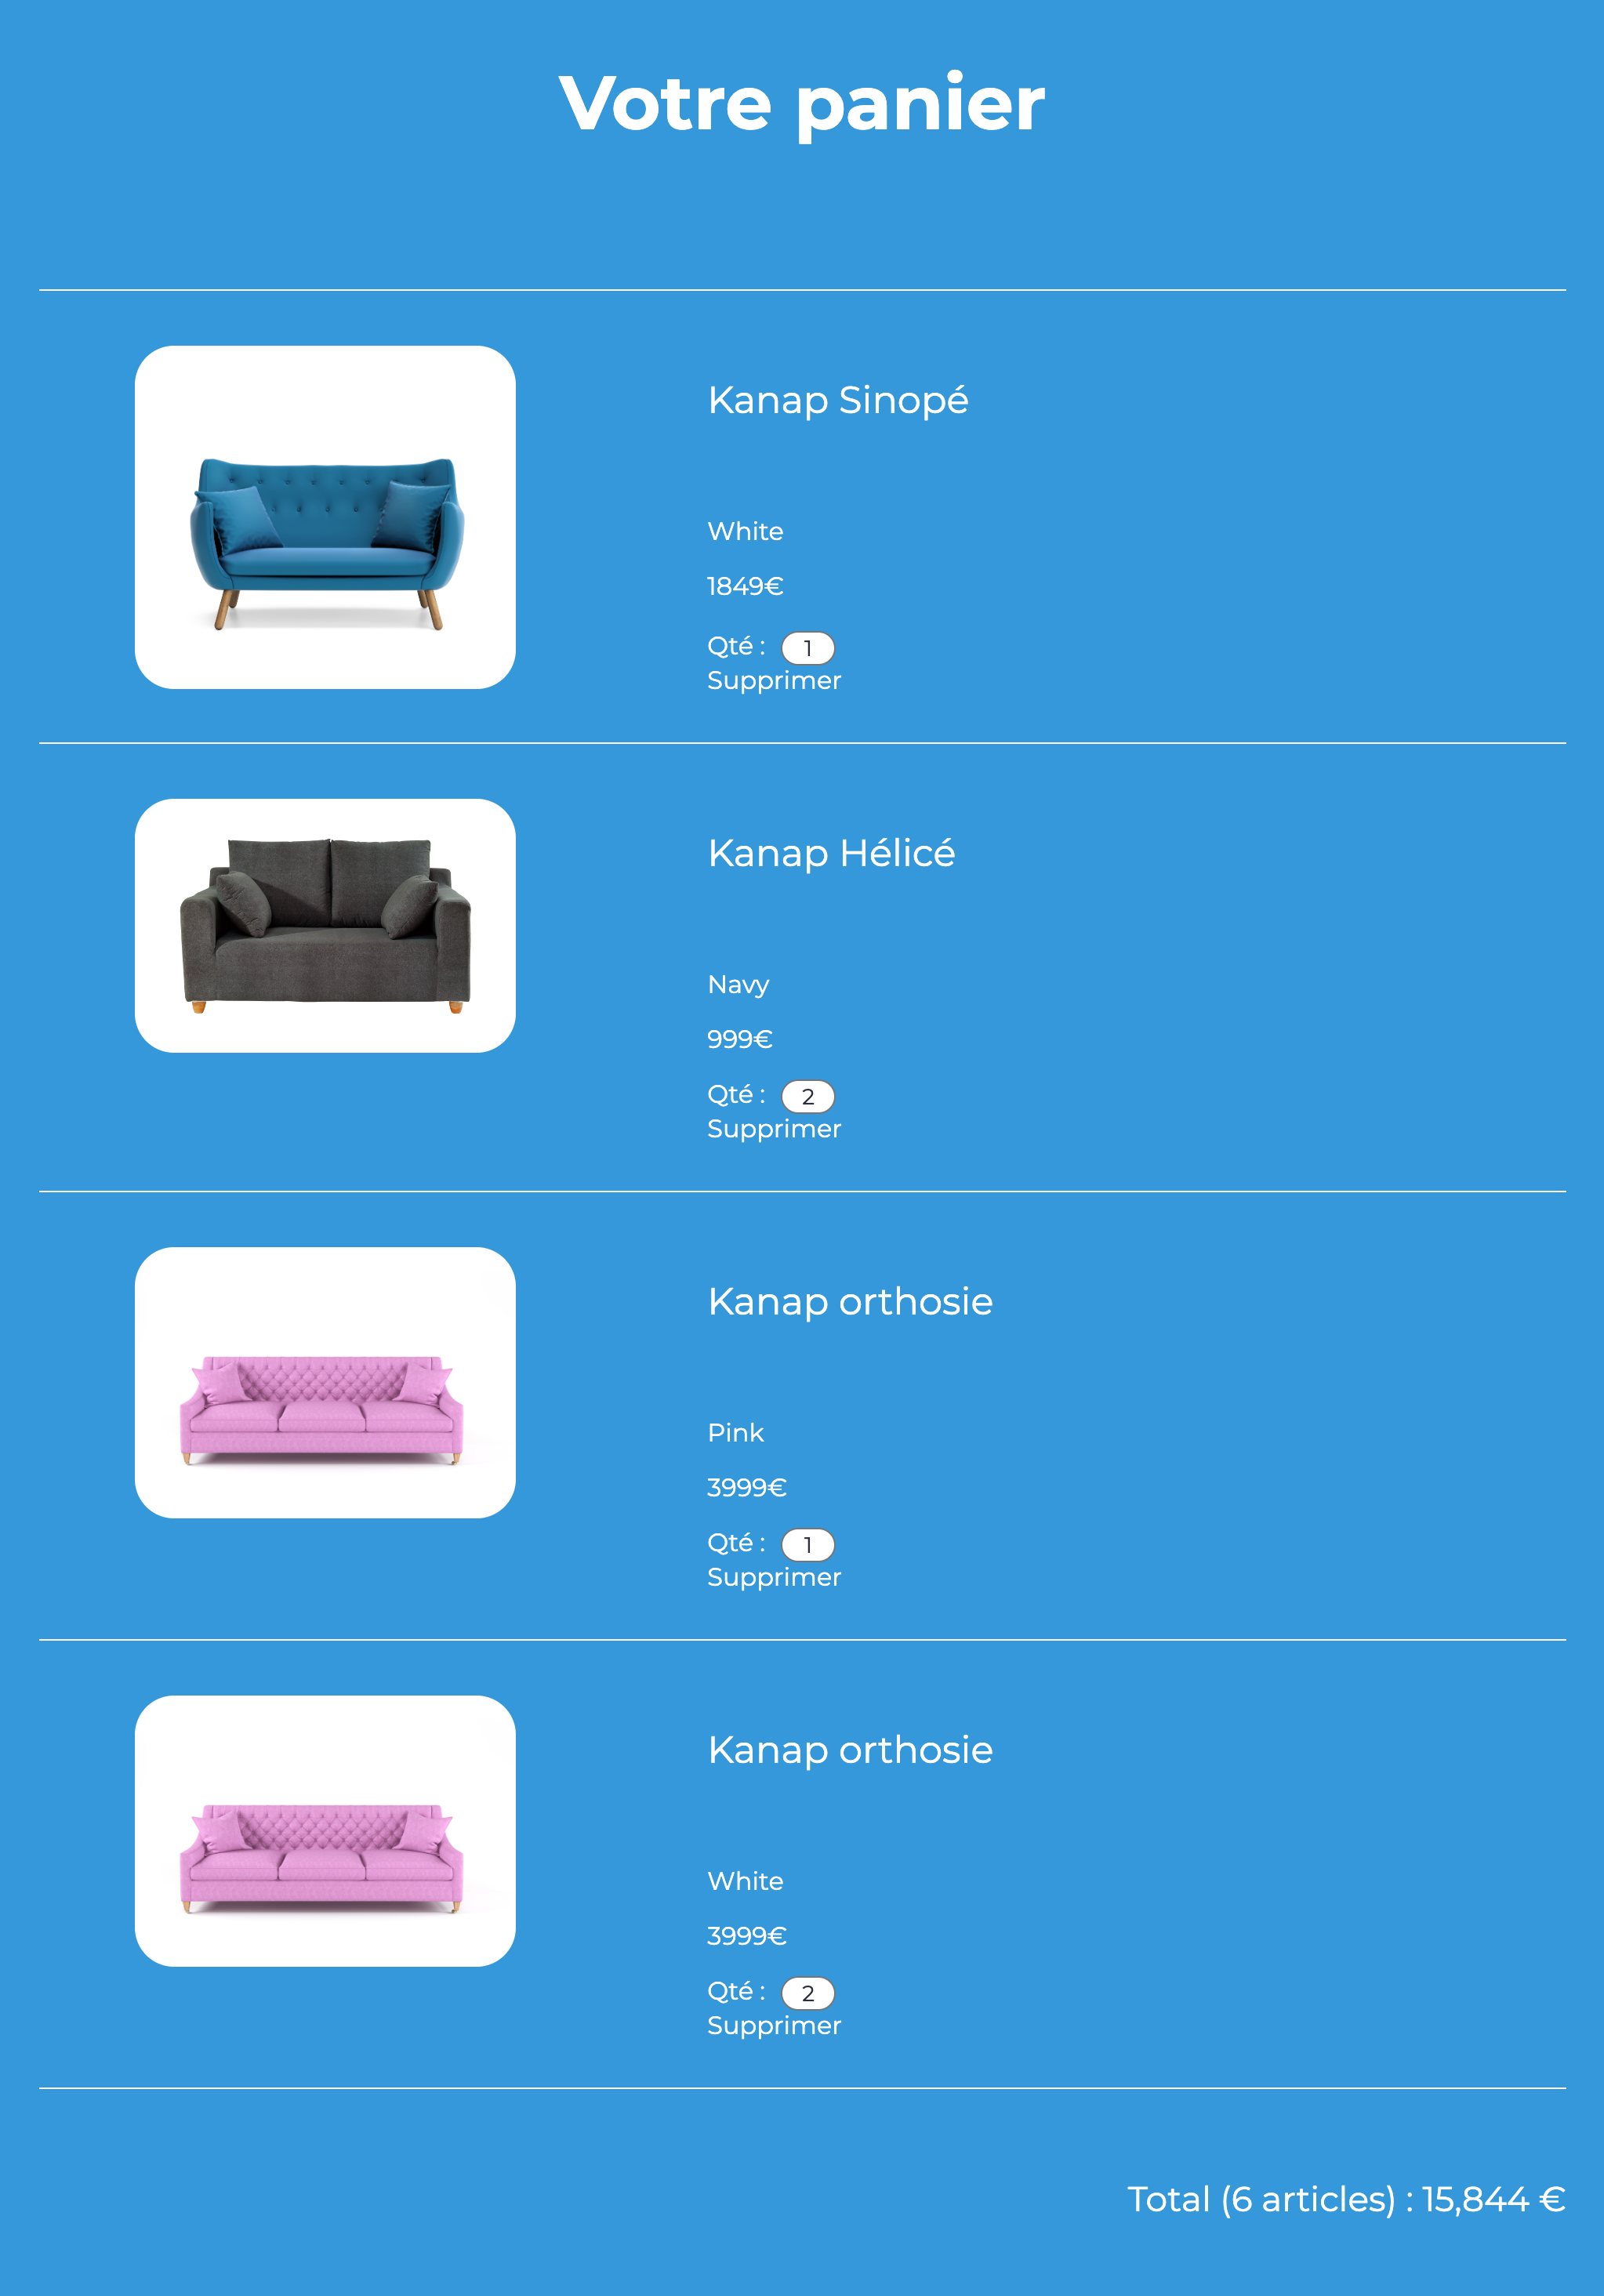 Votre panier
Kanap Sinopé
White
1849€
Qté : 1
Supprimer
Kanap Hélicé
Navy
999€
Qté : 2
Supprimer
Kanap orthosie
Pink
3999€
Qté : 1
Supprimer
Kanap orthosie
White
3999€
Qté : 2
Supprimer
Total (6 articles) : 15,844 €